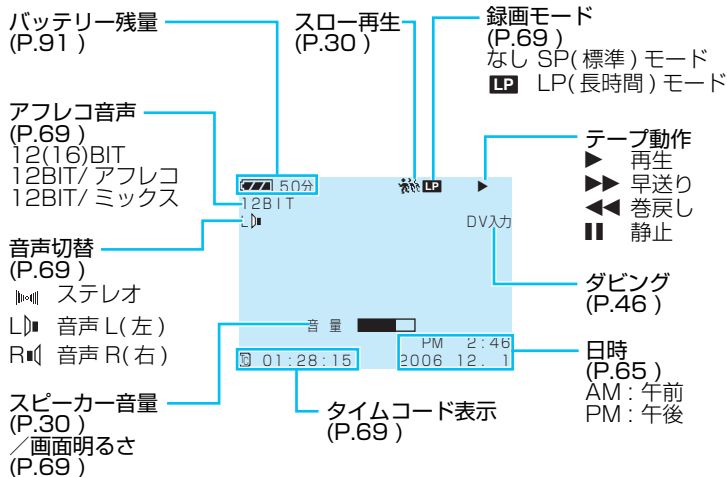 バッテリー残量
(P.91 )
スロー再生
(P.30 )
録画モード
(P.69 )
なし SP( 標準 ) モード
LP LP( 長時間 ) モード
アフレコ音声
(P.69 )
12(16)BIT
12BIT/ アフレコ
12BIT/ ミックス
テープ動作
▶ 再生
▶▶ 早送り
◀◀ 巻戻し
❚❚ 静止
音声切替
(P.69 )
ステレオ
L 音声 L( 左 )
R 音声 R( 右 )
50分
LP ▶
12BIT
L
DV入力
音量
PM 2:46
01:28:15
2006 12. 1
ダビング
(P.46 )
日時
(P.65 )
AM : 午前
PM : 午後
スピーカー音量
(P.30 )
／画面明るさ
(P.69 )
タイムコード表示
(P.69 )